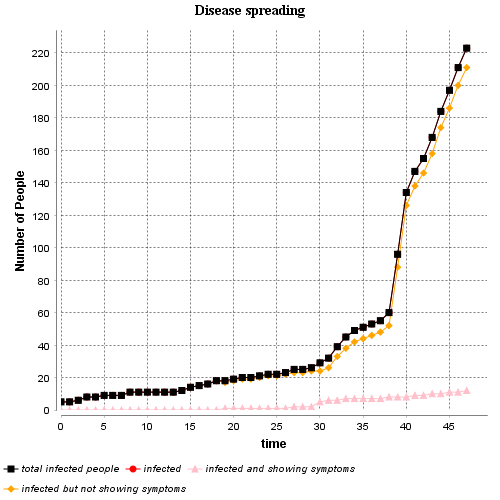 Disease spreading
Number of People
220
200
180
160
140
120
100
80
60
40
20
0
0 5 10 15 20 25 30 35 40 45
time
total infected people infected infected and showing symptoms
infected but not showing symptoms